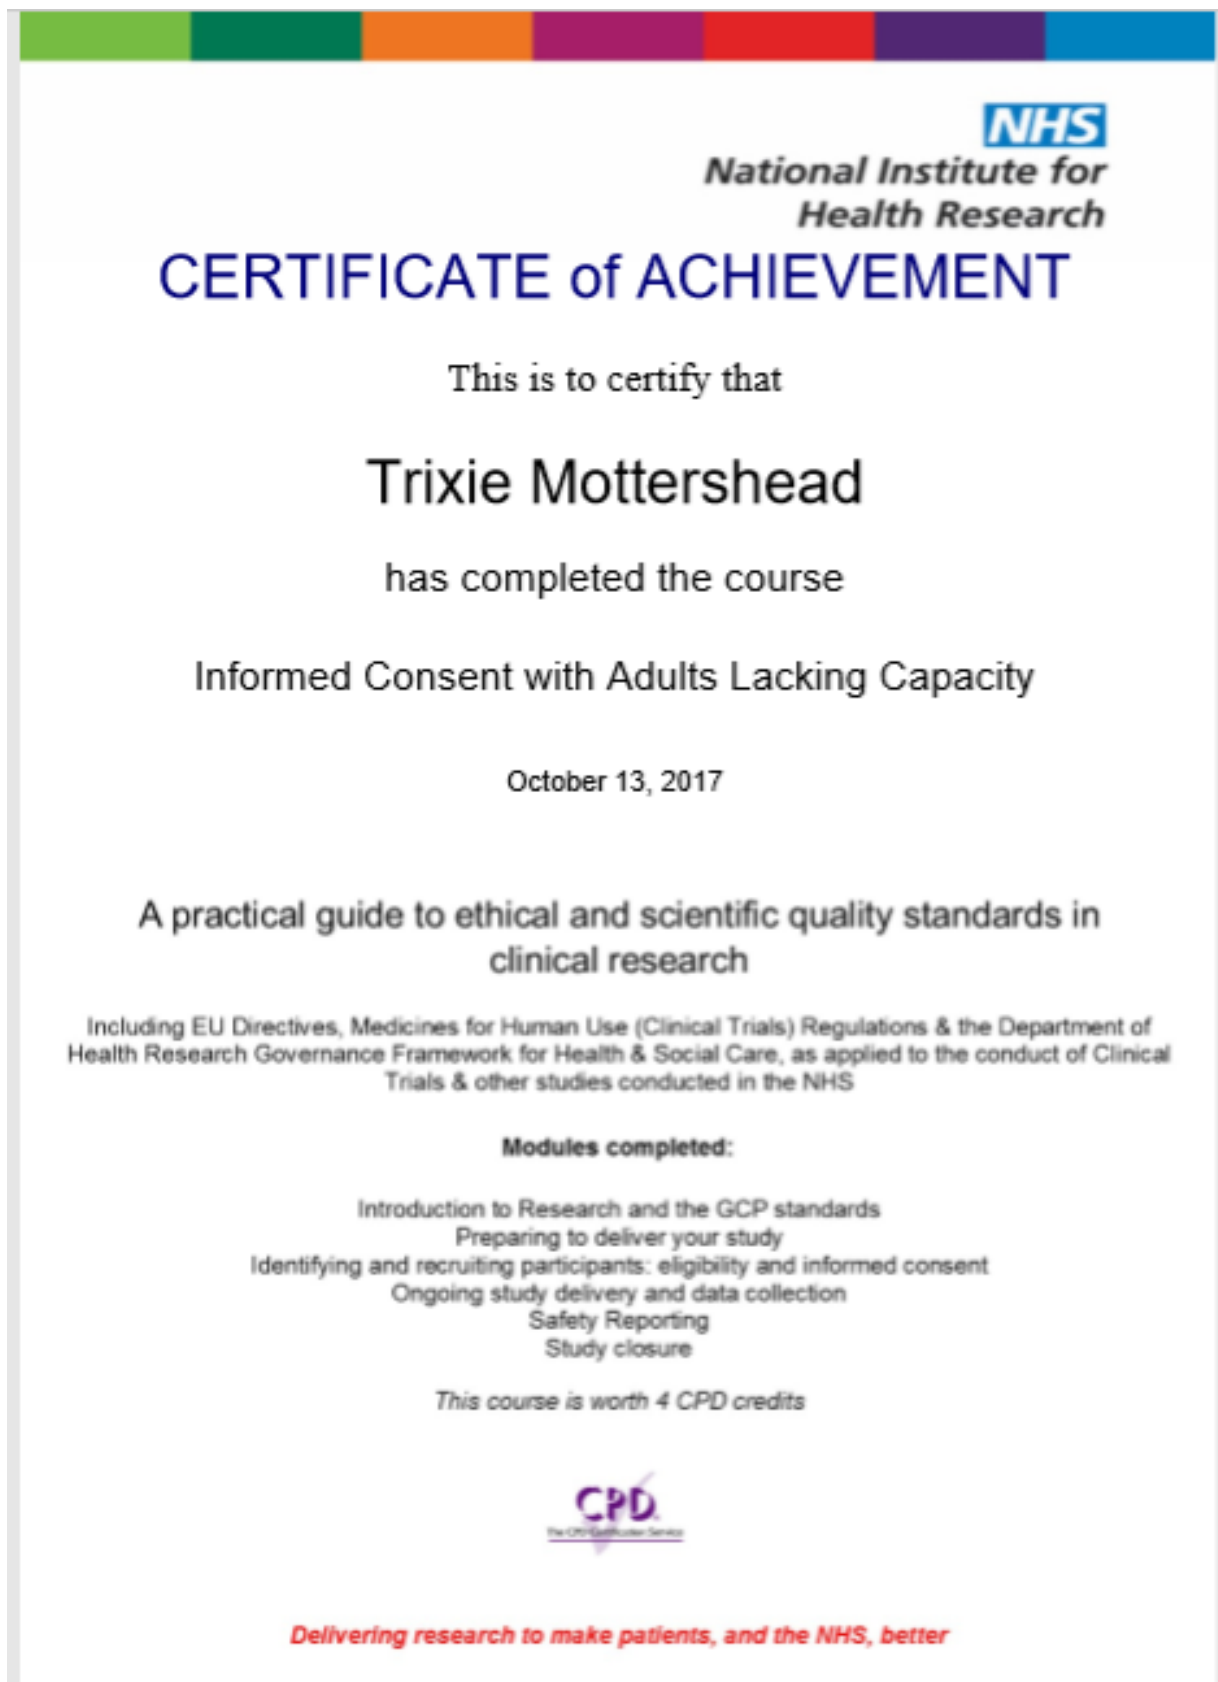 NHS
National Institute for
Health Research
CERTIFICATE of ACHIEVEMENT
This is to certify that
Trixie Mottershead
has completed the course
Informed Consent with Adults Lacking Capacity
October 13, 2017
A practical guide to ethical and scientific quality standards in
clinical research
Including EU Directives, Medicines for Human Use (Clinical Trials) Regulations & the Department of
Health Research Governance Framework for Health & Social Care, as applied to the conduct of Clinical
Trials & other studies conducted in the NHS
Modules completed:
Introduction to Research and the GCP standards
Preparing to deliver your study
Identifying and recruiting participants: eligibility and informed consent
Ongoing study delivery and data collection
Safety Reporting
Study closure
This course is worth 4 CPD credits
CPD
The CPD Certification Service
Delivering research to make patients, and the NHS, better